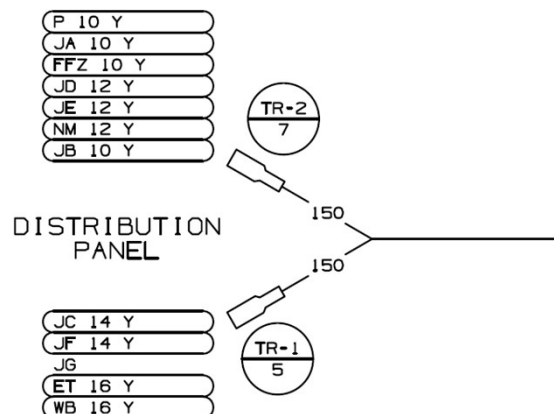 P 10 Y
JA 10 Y
FFZ 10 Y
JD 12 Y
JE 12 Y
NM 12 Y
JB 10 Y
TR-2
7
150
DISTRIBUTION
PANEL
150
JC 14 Y
JF 14 Y
JG
ET 16 Y
WB 16 Y
TR-1
5